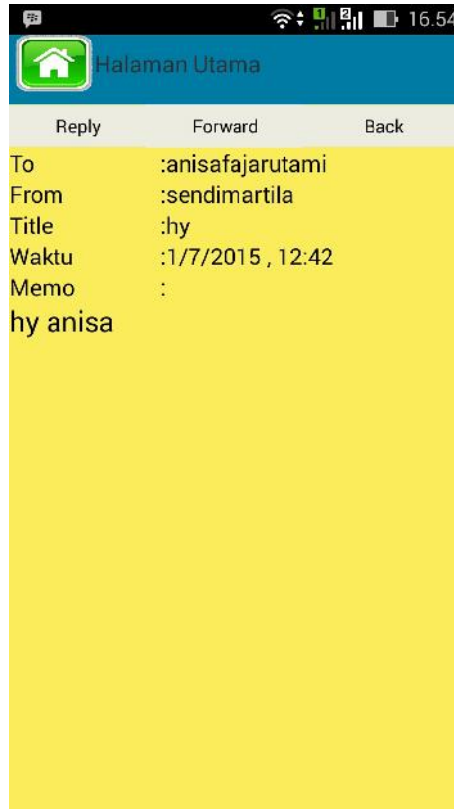 16.54
Halaman Utama
Reply Forward Back
To :anisafajarutami
From :sendimartila
Title :hy
Waktu :1/7/2015 , 12:42
Memo :
hy anisa